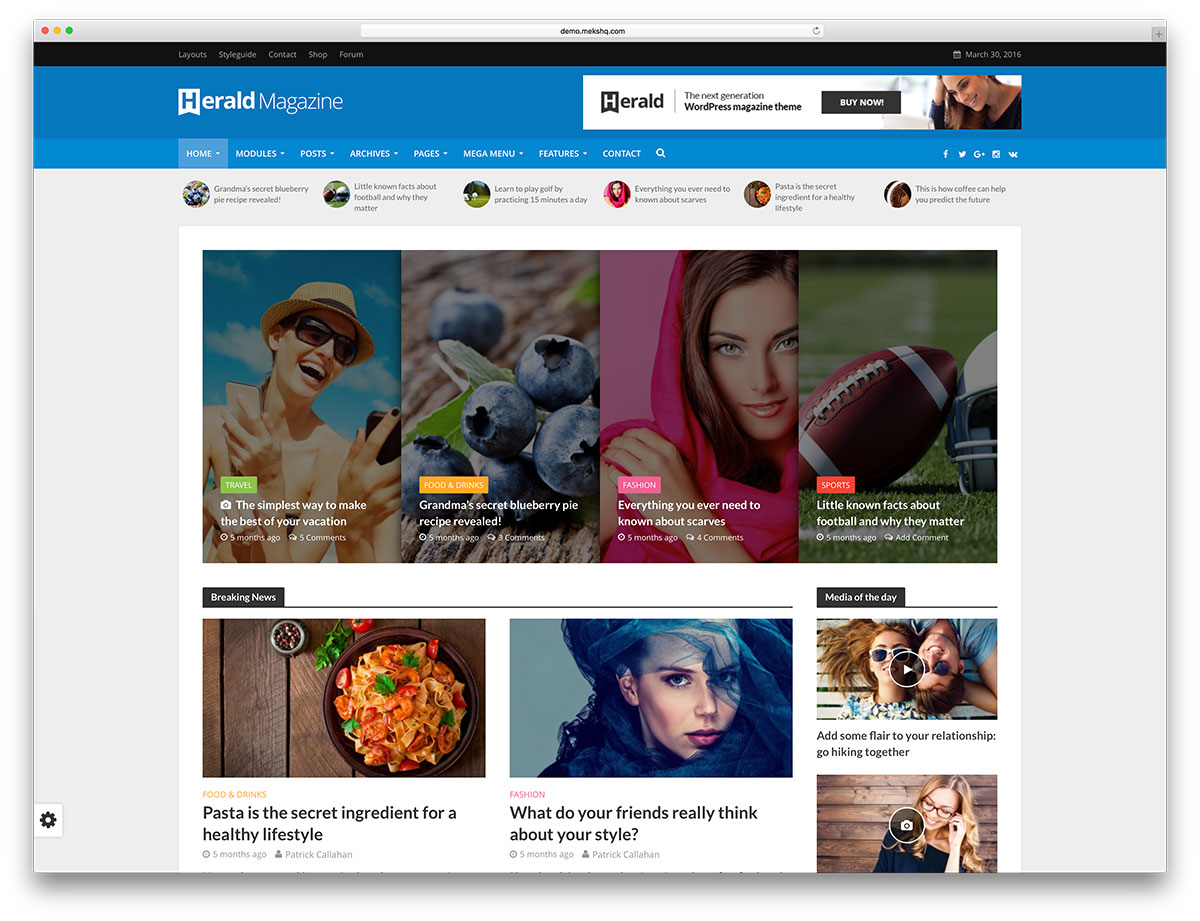 demo.mekshq.com
Layouts Styleguide Contact Shop Forum
March 30, 2016
Herald Magazine
Herald
The next generation
WordPress magazine theme
BUY NOW!
HOME MODULES POSTS ARCHIVES PAGES MEGA MENU FEATURES CONTACT
Grandma's secret blueberry
pie recipe revealed!
Little known facts about
football and why they
matter
Learn to play golf by
practicing 15 minutes a day
Everything you ever need to
known about scarves
Pasta is the secret
ingredient for a healthy
lifestyle
This is how coffee can help
you predict the future
TRAVEL
The simplest way to make
the best of your vacation
5 months ago 5 Comments
FOOD & DRINKS
Grandma's secret blueberry pie
recipe revealed!
5 months ago 3 Comments
FASHION
Everything you ever need to
known about scarves
5 months ago 4 Comments
SPORTS
Little known facts about
football and why they matter
5 months ago Add Comment
Breaking News
FOOD & DRINKS
Pasta is the secret ingredient for a
healthy lifestyle
5 months ago Patrick Callahan
FASHION
What do your friends really think
about your style?
5 months ago Patrick Callahan
Media of the day
Add some flair to your relationship:
go hiking together